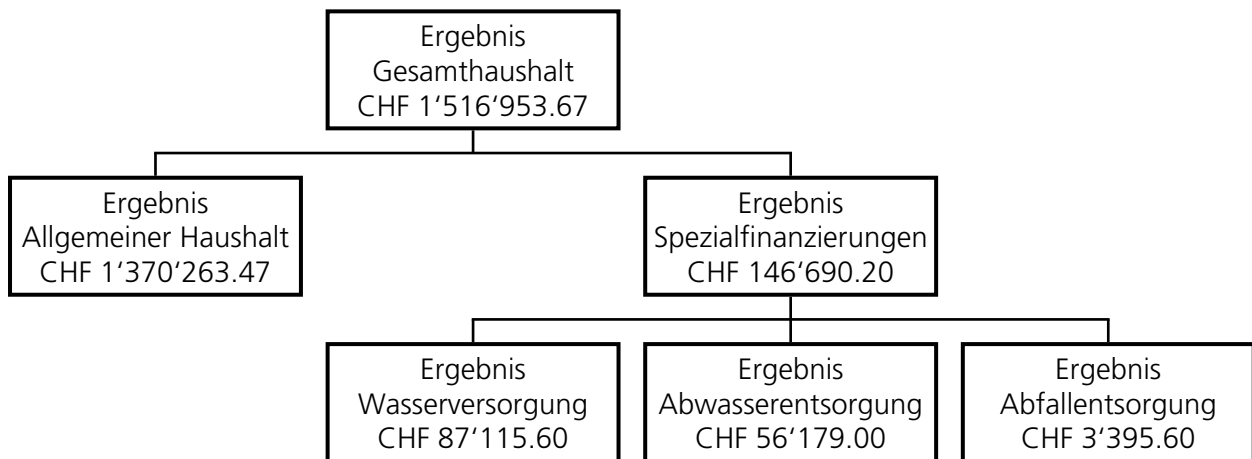 Ergebnis
Gesamthaushalt
CHF 1‘516‘953.67
Ergebnis
Allgemeiner Haushalt
CHF 1‘370‘263.47
Ergebnis
Spezialfinanzierungen
CHF 146‘690.20
Ergebnis
Wasserversorgung
CHF 87‘115.60
Ergebnis
Abwasserentsorgung
CHF 56‘179.00
Ergebnis
Abfallentsorgung
CHF 3‘395.60